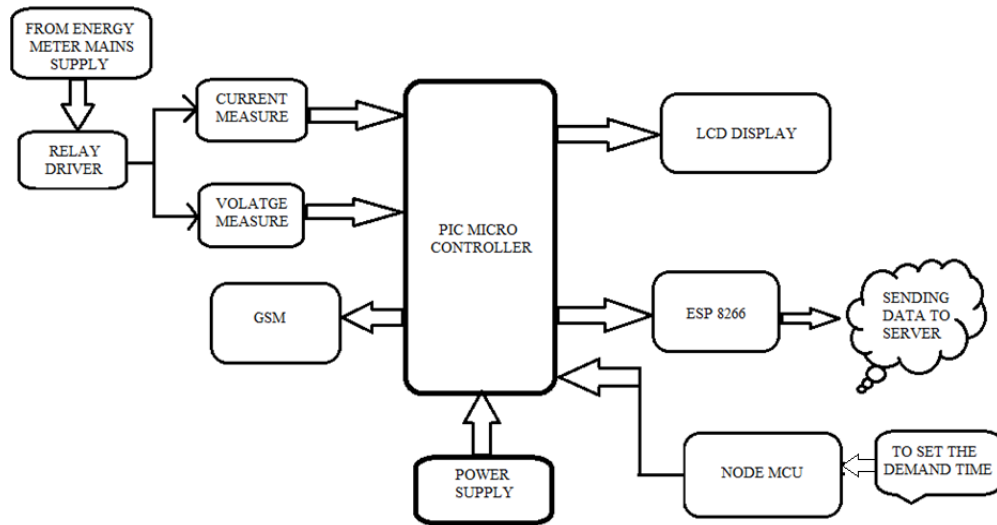 FROM ENERGY
METER MAINS
SUPPLY
RELAY
DRIVER
CURRENT
MEASURE
VOLATGE
MEASURE
GSM
PIC MICRO
CONTROLLER
POWER
SUPPLY
LCD DISPLAY
ESP 8266
SENDING
DATA TO
SERVER
NODE MCU
TO SET THE
DEMAND TIME